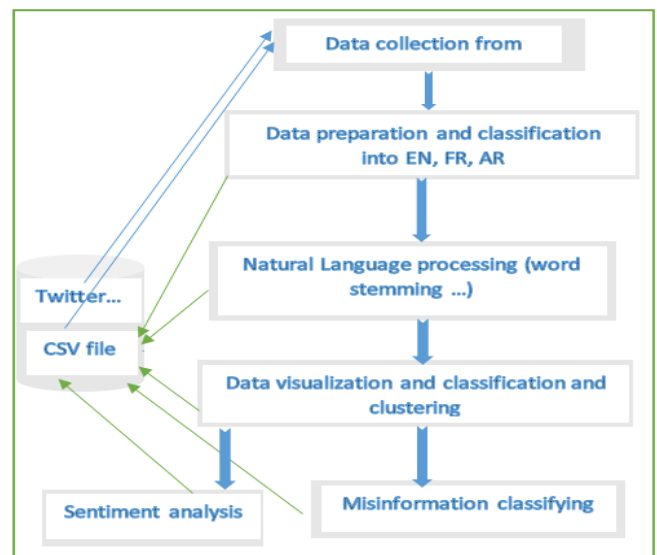 Data collection from
Data preparation and classification
into EN, FR, AR
Natural Language processing (word
stemming ...)
Twitter...
CSV file
Data visualization and classification and
clustering
Sentiment analysis
Misinformation classifying